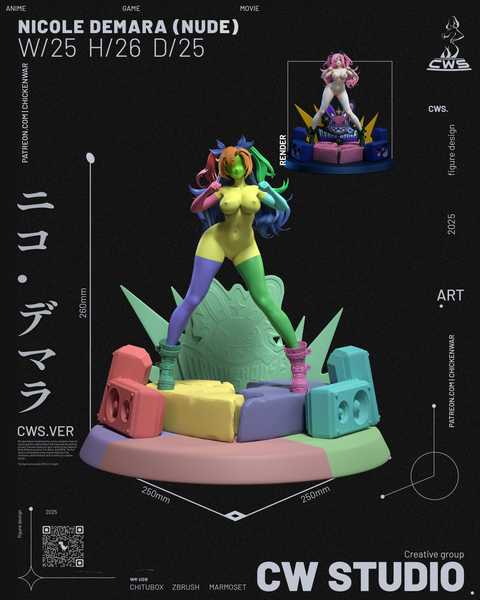 ANIME GAME MOVIE
NICOLE DEMARA (NUDE)
W/25 H/26 D/25
PATREON.COM | CHICKENWAR
CWS
CWS.
figure design
2025
RENDER
ART
ニコ・デマラ
260mm
PATREON.COM | CHICKENWAR
CWS.VER
250mm
250mm
figure design
2025
we use
CHITUBOX ZBRUSH MARMOSET
Creative group
CW STUDIO